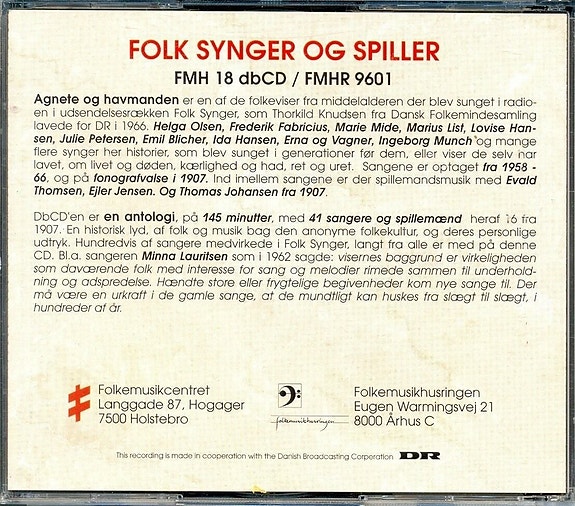 FOLK SYNGER OG SPILLER
FMH 18 dbCD / FMHR 9601
Agnete og havmanden er en af de folkeviser fra middelalderen der blev sunget i radio-
en i udsendelsesrækken Folk Synger, som Thorkild Knudsen fra Dansk Folkemindesamling
lavede for DR i 1966. Helga Olsen, Frederik Fabricius, Marie Mide, Marius List, Lovise Han-
sen, Julie Petersen, Emil Blicher, Ida Hansen, Erna og Vagner, Ingeborg Munch og mange
flere synger her historier, som blev sunget i generationer før dem, eller viser de selv har
lavet, om livet og døden, kærlighed og had, ret og uret. Sangene er optaget fra 1958 -
66, og på fonografvalse i 1907. Ind imellem sangene er der spillemandsmusik med Evald
Thomsen, Ejler Jensen. Og Thomas Johansen fra 1907.
DbCD'en er en antologi, på 145 minutter, med 41 sangere og spillemænd heraf 16 fra
1907. En historisk lyd, af folk og musik bag den anonyme folkekultur, og deres personlige
udtryk. Hundredvis af sangere medvirkede i Folk Synger, langt fra alle er med på denne
CD. Bl.a. sangeren Minna Lauritsen som i 1962 sagde: visernes baggrund er virkeligheden
som daværende folk med interesse for sang og melodier rimede sammen til underhold-
ning og adspredelse. Hændte store eller frygtelige begivenheder kom nye sange til. Der
må være en urkraft i de gamle sange, at de mundtligt kan huskes fra slægt til slægt, i
hundreder af år.
Folkemusikcentret
Langgade 87, Hogager
7500 Holstebro
folkemusikhusringen
Folkemusikhusringen
Eugen Warmingsvej 21
8000 Århus C
This recording is made in cooperation with the Danish Broadcasting Corporation DR